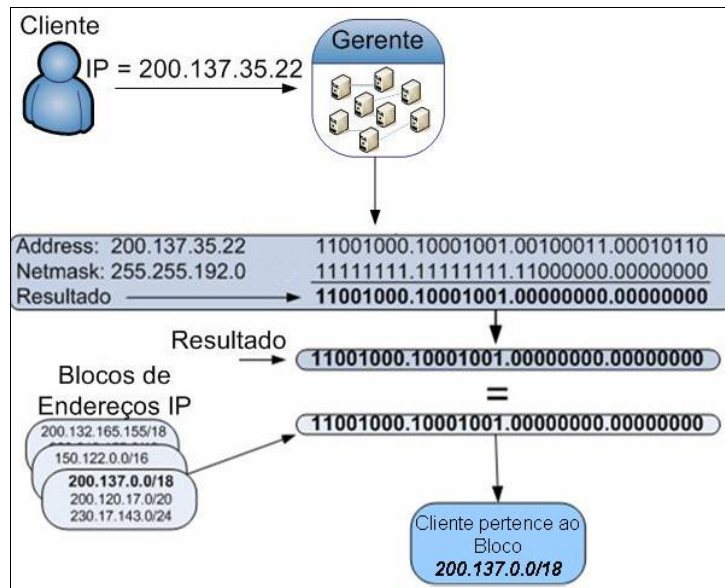 Cliente
IP = 200.137.35.22
Gerente
Address: 200.137.35.22 11001000.10001001.00100011.00010110
Netmask: 255.255.192.0 11111111.11111111.11000000.00000000
Resultado 11001000.10001001.00000000.00000000
Resultado
11001000.10001001.00000000.00000000
=
Blocos de
Endereços IP
11001000.10001001.00000000.00000000
200.132.165.155/18
150.122.0.0/16
200.137.0.0/18
200.120.17.0/20
230.17.143.0/24
Cliente pertence ao
Bloco
200.137.0.0/18